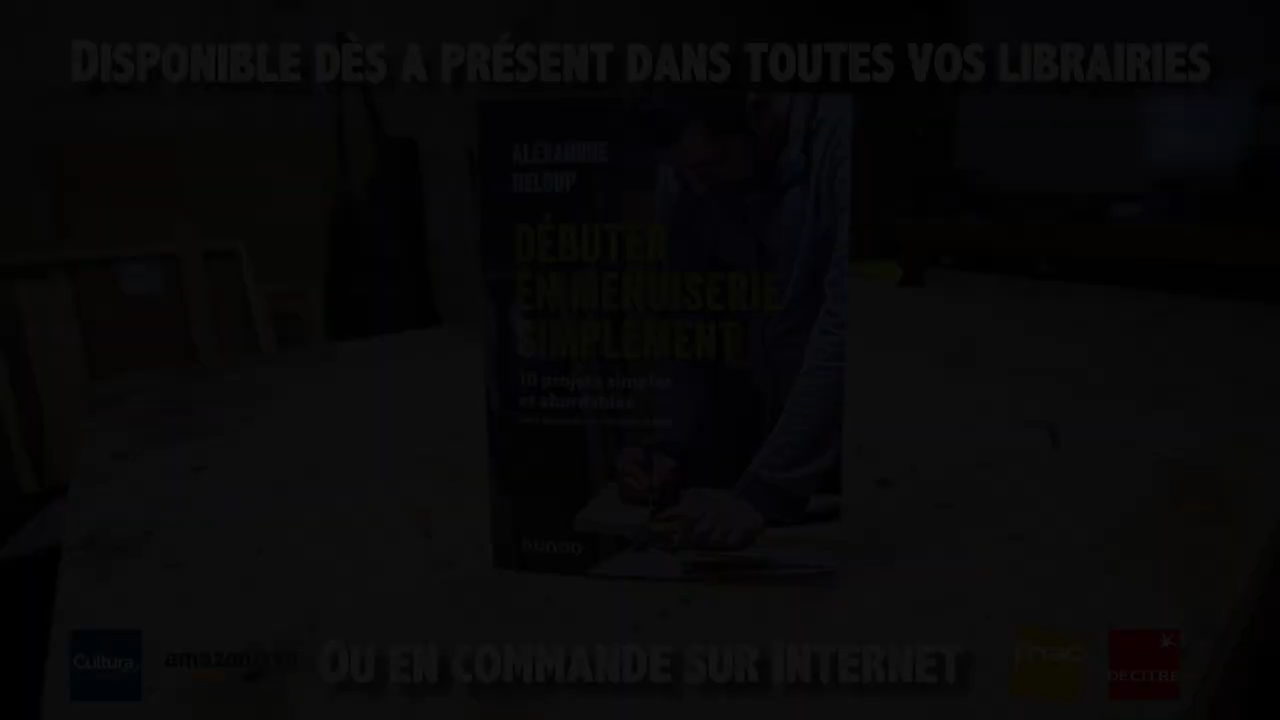 DISPONIBLE DÈS A PRÉSENT DANS TOUTES VOS LIBRAIRIES
ALEXANDRE
DELOUP
DÉBUTER
EN MENUISERIE
SIMPLEMENT
10 projets simples
et abordables
DUNOD
Cultura
amazon.com
OU EN COMMANDE SUR INTERNET
fnac
DECITRE